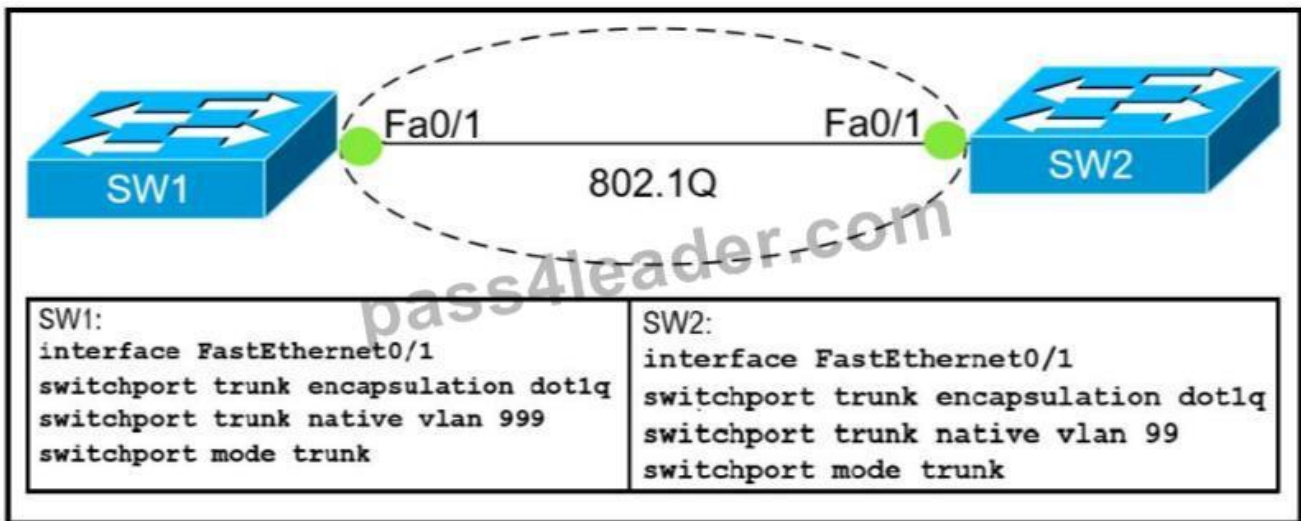 Fa0/1
Fa0/1
SW1
SW2
802.1Q
pass4leader.com
SW1:
interface FastEthernet0/1
switchport trunk encapsulation dot1q
switchport trunk native vlan 999
switchport mode trunk
SW2:
interface FastEthernet0/1
switchport trunk encapsulation dot1q
switchport trunk native vlan 99
switchport mode trunk